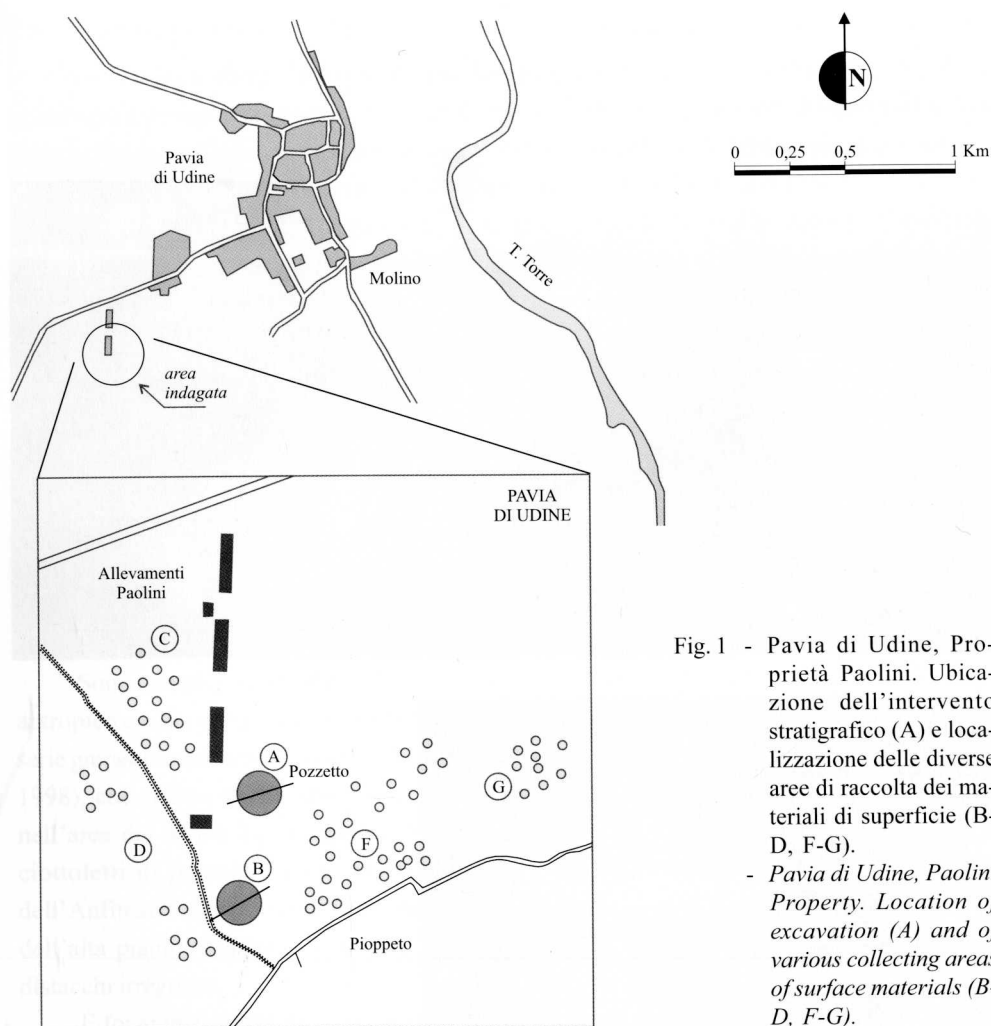 N
0 0,25 0,5 1 Km
Pavia
di Udine
Molino
T. Torre
area
indagata
PAVIA
DI UDINE
Allevamenti
Paolini
C
A
Pozzetto
G
D
F
B
Pioppeto
Fig. 1 - Pavia di Udine, Pro-
prietà Paolini. Ubica-
zione dell'intervento
stratigrafico (A) e loca-
lizzazione delle diverse
aree di raccolta dei ma-
teriali di superficie (B-
D, F-G).
- Pavia di Udine, Paolini
Property. Location of
excavation (A) and of
various collecting areas
of surface materials (B-
D, F-G).